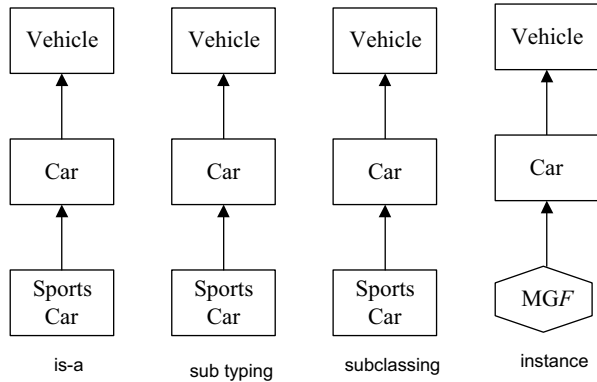 Vehicle
Vehicle
Vehicle
Vehicle
Car
Car
Car
Car
Sports
Car
Sports
Car
Sports
Car
MGF
is-a
sub typing
subclassing
instance